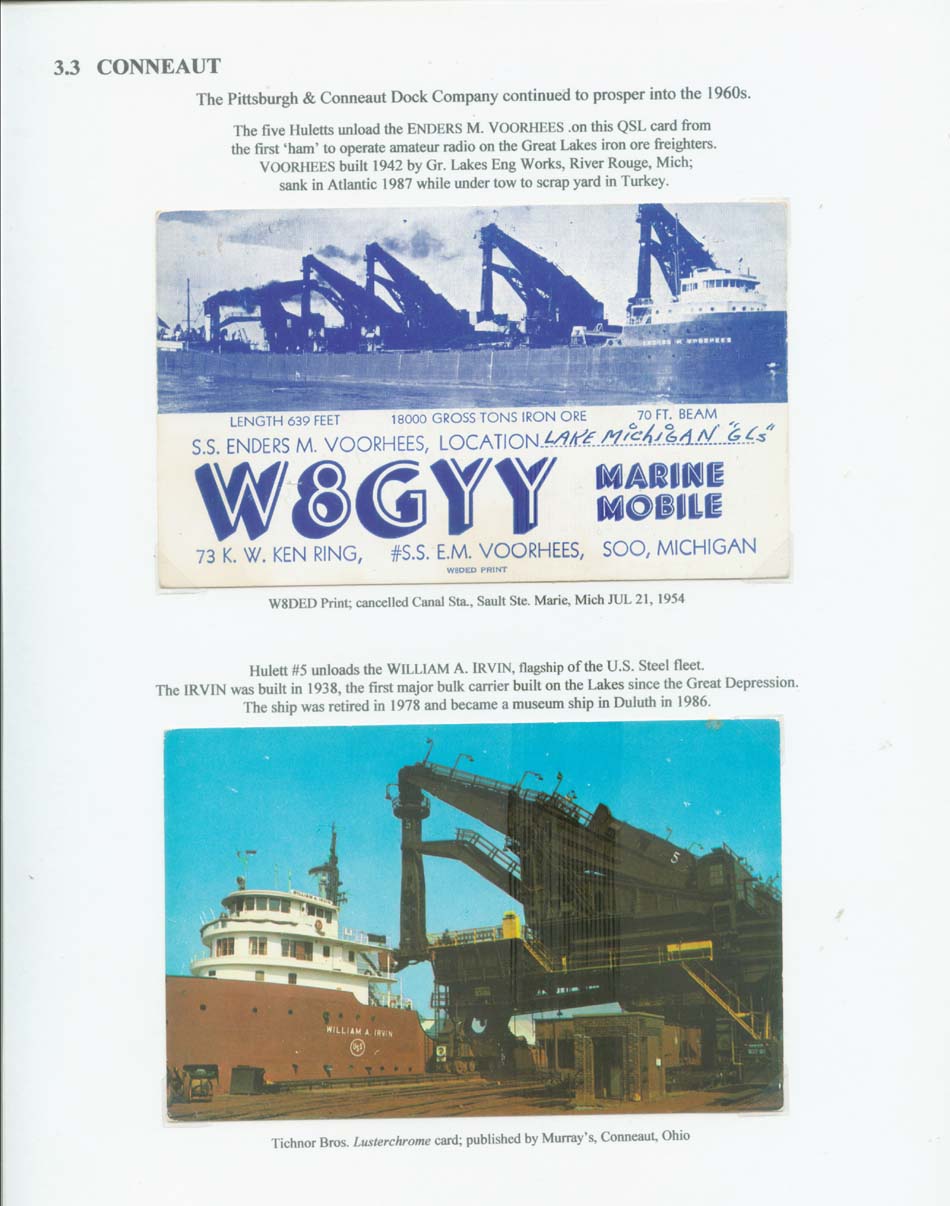 3.3 CONNEAUT
The Pittsburgh & Conneaut Dock Company continued to prosper into the 1960s.
The five Huletts unload the ENDERS M. VOORHEES .on this QSL card from
the first ‘ham’ to operate amateur radio on the Great Lakes iron ore freighters.
VOORHEES built 1942 by Gr. Lakes Eng Works, River Rouge, Mich;
sank in Atlantic 1987 while under tow to scrap yard in Turkey.
ENDERS M. VOORHEES
LENGTH 639 FEET 18000 GROSS TONS IRON ORE 70 FT. BEAM
S.S. ENDERS M. VOORHEES, LOCATION LAKE MICHIGAN "GLs"
W8GYY MARINE
MOBILE
73 K. W. KEN RING, #S.S. E.M. VOORHEES, SOO, MICHIGAN
W8DED PRINT
W8DED Print; cancelled Canal Sta., Sault Ste. Marie, Mich JUL 21, 1954
Hulett #5 unloads the WILLIAM A. IRVIN, flagship of the U.S. Steel fleet.
The IRVIN was built in 1938, the first major bulk carrier built on the Lakes since the Great Depression.
The ship was retired in 1978 and became a museum ship in Duluth in 1986.
5
WILLIAM A. IRVIN
WILLIAM A. IRVIN
USS
Tichnor Bros. Lusterchrome card; published by Murray's, Conneaut, Ohio